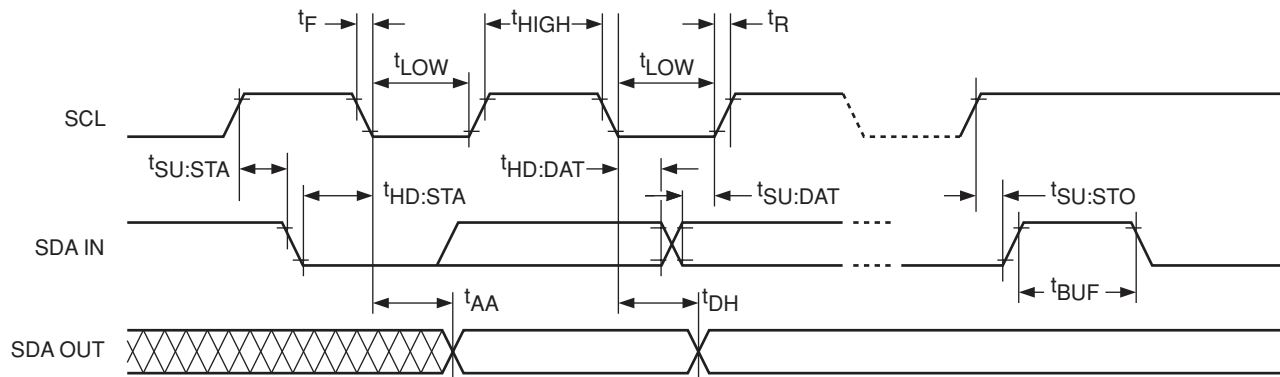 tF
tHIGH
tR
tLOW
tLOW
SCL
tSU:STA
tHD:DAT
tHD:STA
tSU:DAT
tSU:STO
SDA IN
tBUF
tAA
tDH
SDA OUT